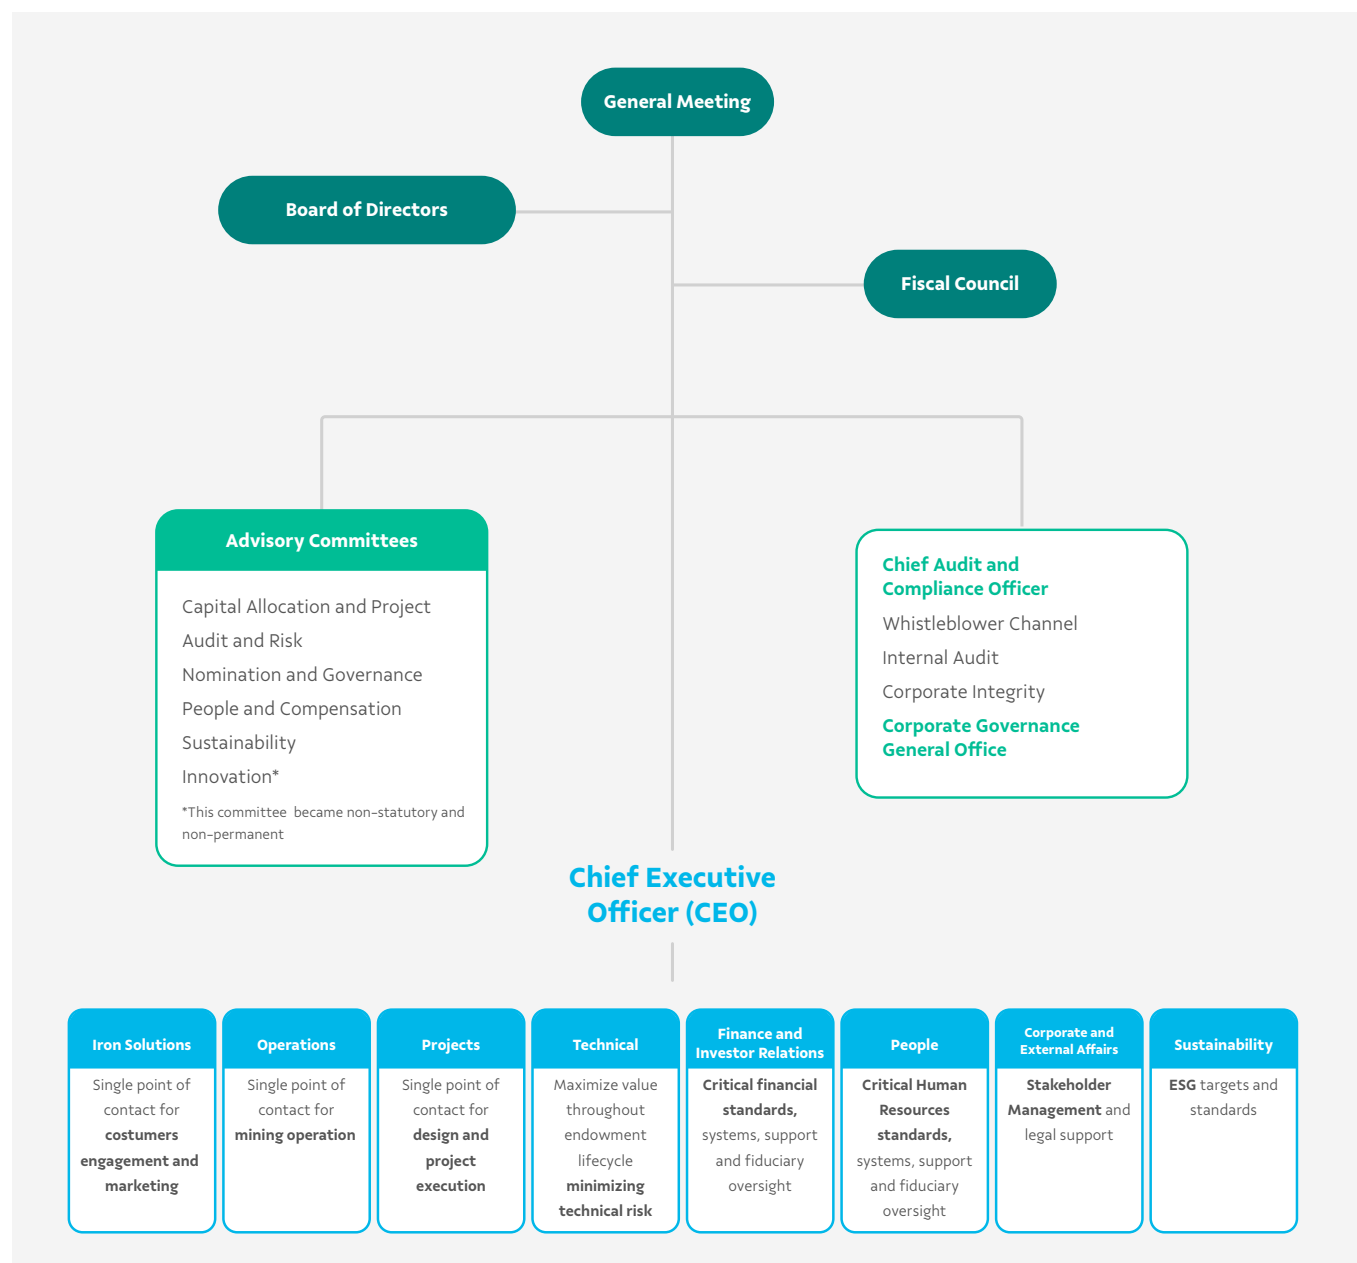 General Meeting
Board of Directors
Fiscal Council
Advisory Committees
Capital Allocation and Project
Audit and Risk
Nomination and Governance
People and Compensation
Sustainability
Innovation*
*This committee became non-statutory and
non-permanent
Chief Audit and
Compliance Officer
Whistleblower Channel
Internal Audit
Corporate Integrity
Corporate Governance
General Office
Chief Executive
Officer (CEO)
Iron Solutions
Single point of
contact for
costumers
engagement and
marketing
Operations
Single point of
contact for
mining operation
Projects
Single point of
contact for
design and
project
execution
Technical
Maximize value
throughout
endowment
lifecycle
minimizing
technical risk
Finance and
Investor Relations
Critical financial
standards,
systems, support
and fiduciary
oversight
People
Critical Human
Resources
standards,
systems, support
and fiduciary
oversight
Corporate and
External Affairs
Stakeholder
Management and
legal support
Sustainability
ESG targets and
standards